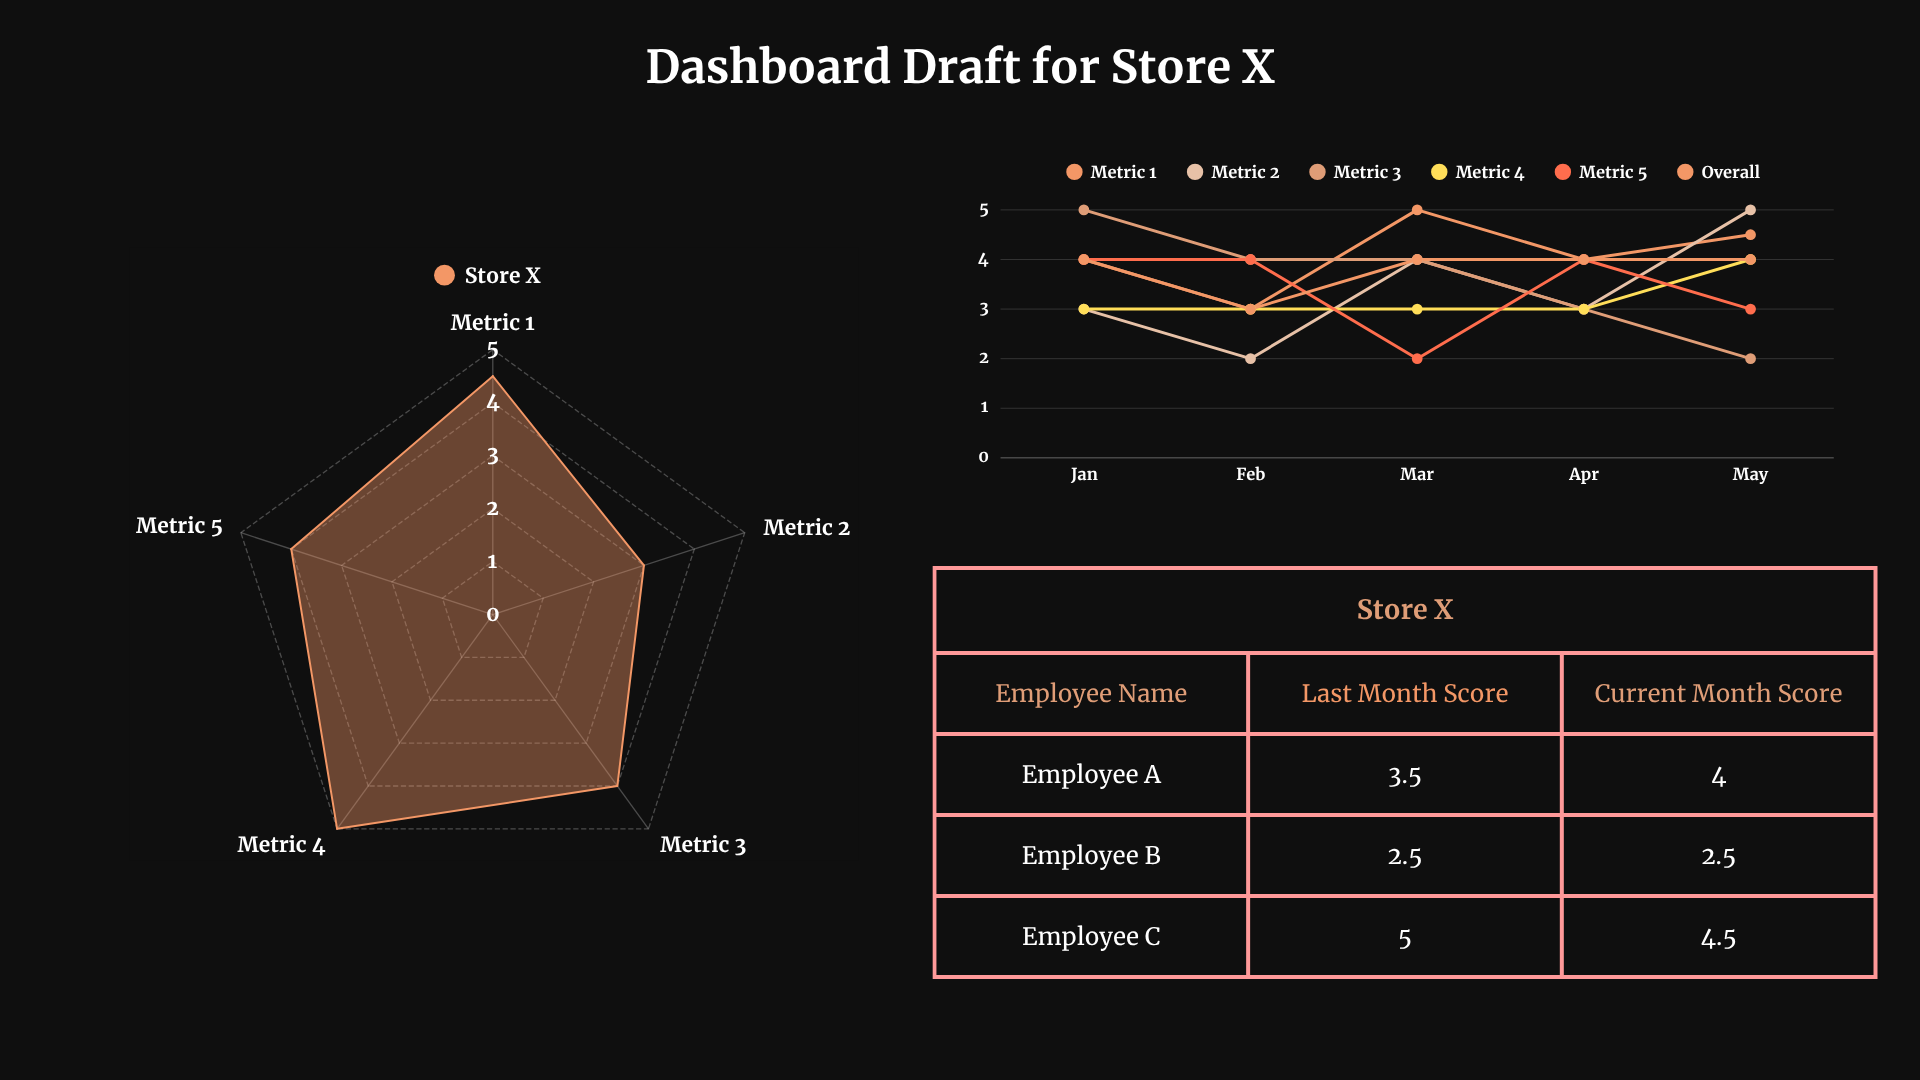 Dashboard Draft for Store X
Store X
Metric 1
5
4
3
2
1
0
Metric 5
Metric 2
Metric 4
Metric 3
Metric 1 Metric 2 Metric 3 Metric 4 Metric 5 Overall
5
4
3
2
1
0
Jan Feb Mar Apr May
Store X
Employee Name Last Month Score Current Month Score
Employee A 3.5 4
Employee B 2.5 2.5
Employee C 5 4.5